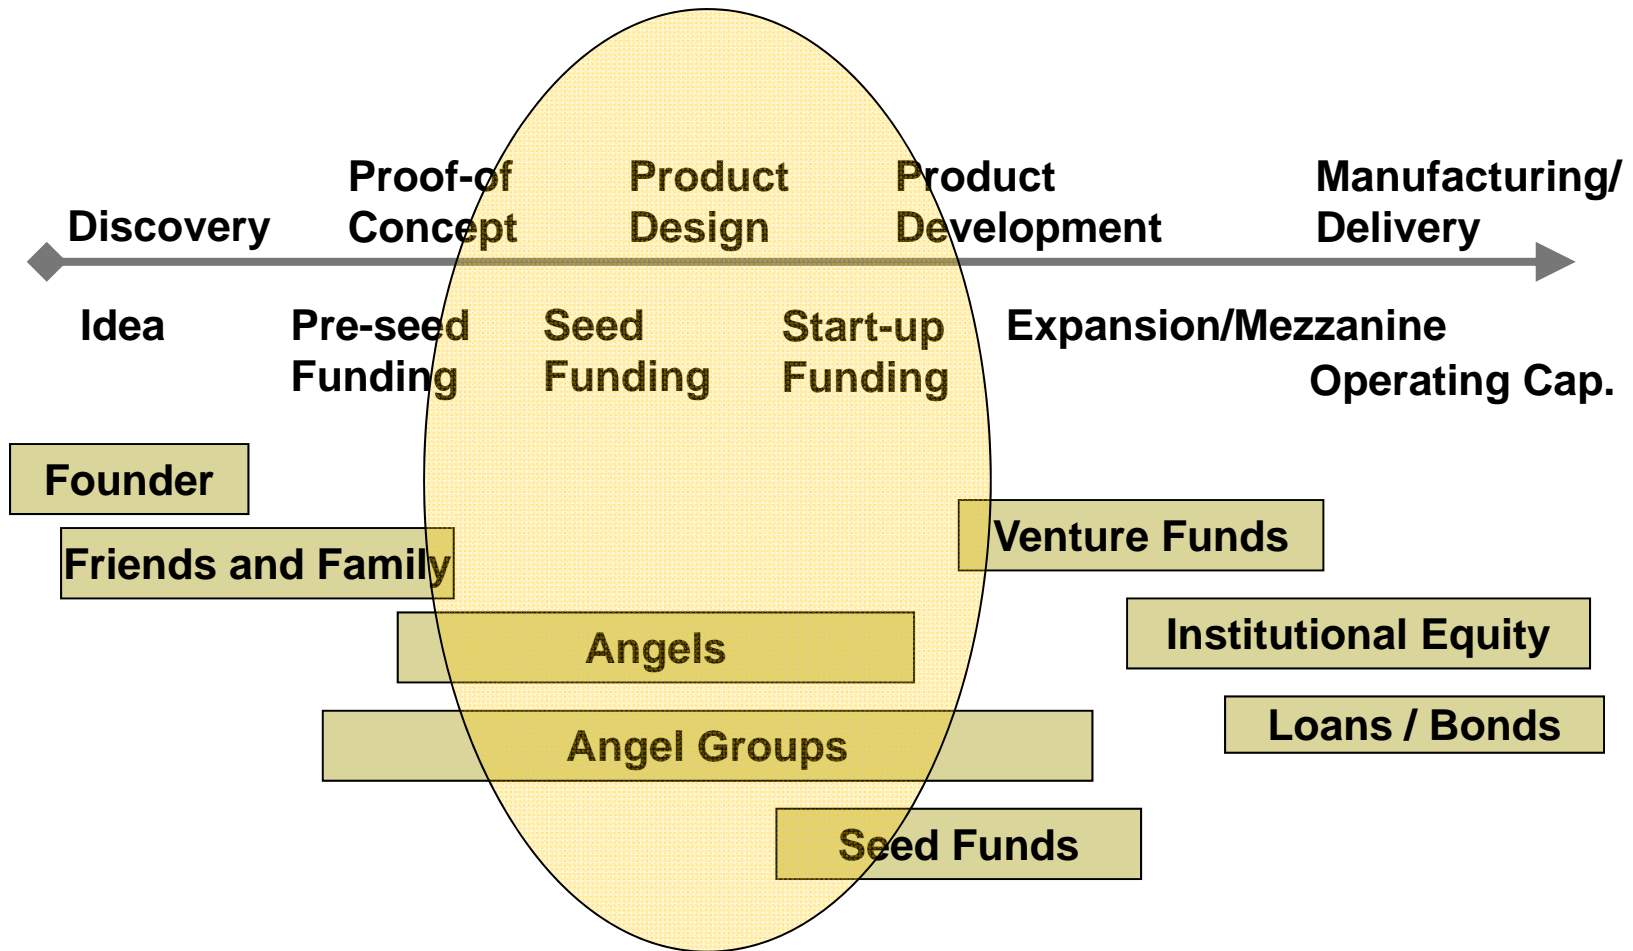 Discovery
Proof-of
Concept
Product
Design
Product
Development
Manufacturing/
Delivery
Idea
Pre-seed
Funding
Seed
Funding
Start-up
Funding
Expansion/Mezzanine
Operating Cap.
Founder
Friends and Family
Venture Funds
Angels
Institutional Equity
Angel Groups
Loans / Bonds
Seed Funds